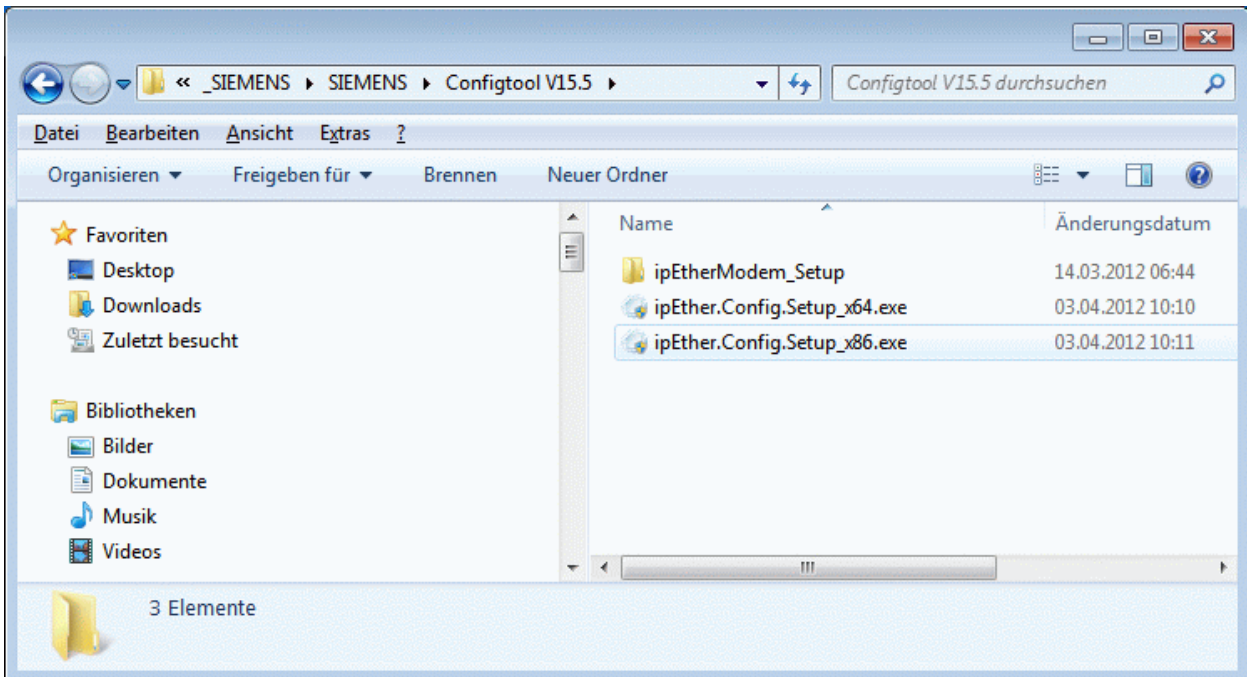 « _SIEMENS ▸ SIEMENS ▸ Configtool V15.5 ▸ Configtool V15.5 durchsuchen
Datei Bearbeiten Ansicht Extras ?
Organisieren Freigeben für Brennen Neuer Ordner
Favoriten
Desktop
Downloads
Zuletzt besucht
Bibliotheken
Bilder
Dokumente
Musik
Videos
Name Änderungsdatum
ipEtherModem_Setup 14.03.2012 06:44
ipEther.Config.Setup_x64.exe 03.04.2012 10:10
ipEther.Config.Setup_x86.exe 03.04.2012 10:11
3 Elemente